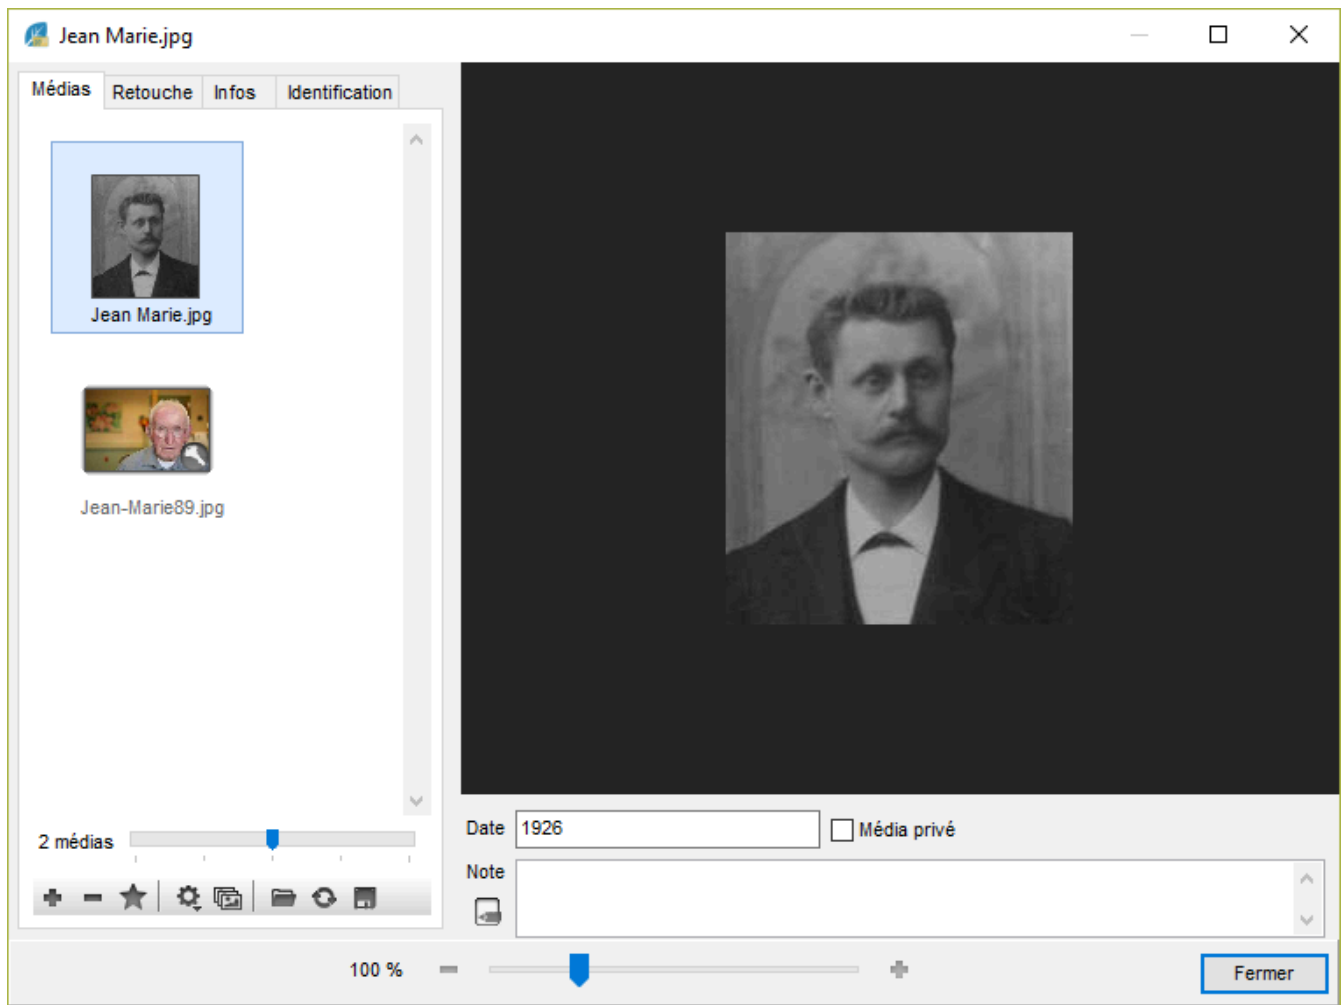 Jean Marie.jpg
Médias Retouche Infos Identification
Jean Marie.jpg
Jean-Marie89.jpg
2 médias
Date 1926 Média privé
Note
100 %
Fermer